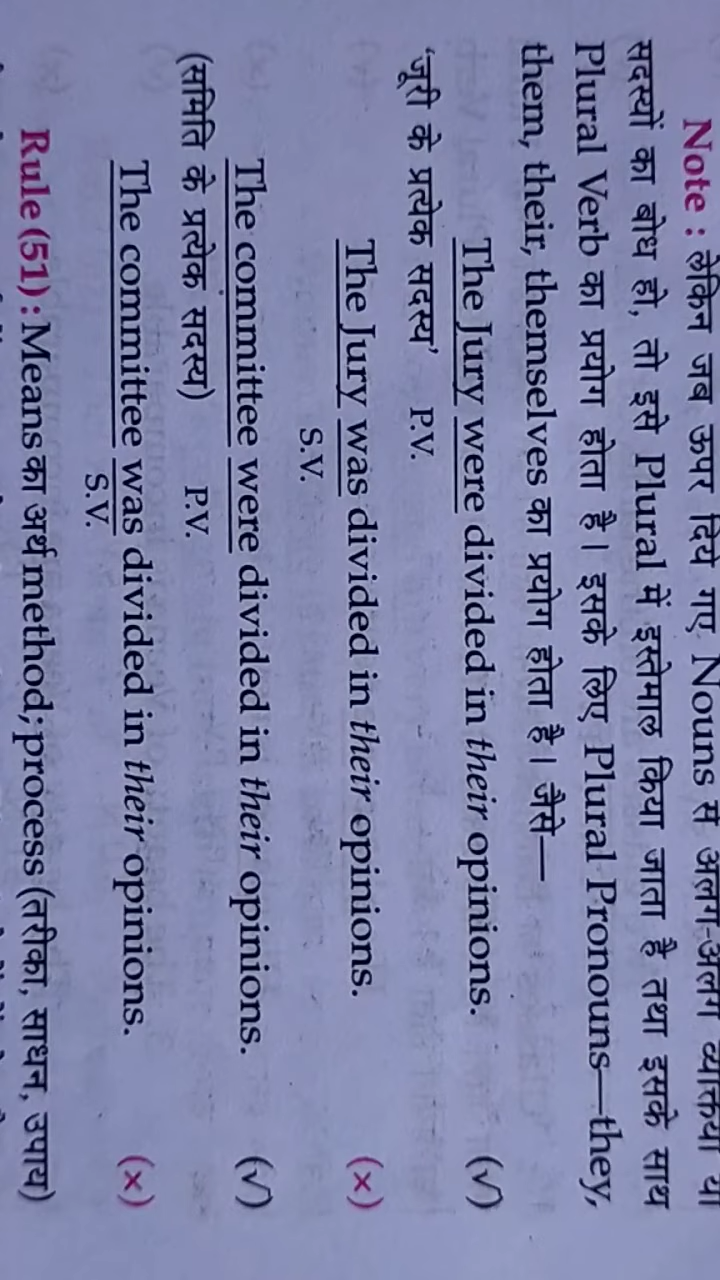 Note : लेकिन जब ऊपर दिये गए Nouns से अलग-अलग व्यक्तियों या
सदस्यों का बोध हो, तो इसे Plural में इस्तेमाल किया जाता है तथा इसके साथ
Plural Verb का प्रयोग होता है। इसके लिए Plural Pronouns—they,
them, their, themselves का प्रयोग होता है। जैसे—
The Jury were divided in their opinions. (√)
'जूरी के प्रत्येक सदस्य' P.V.
The Jury was divided in their opinions. (×)
S.V.
The committee were divided in their opinions. (√)
(समिति के प्रत्येक सदस्य) P.V.
The committee was divided in their opinions. (×)
S.V.
Rule (51) : Means का अर्थ method; process (तरीका, साधन, उपाय)